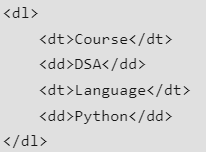 <dl>
    <dt>Course</dt>
    <dd>DSA</dd>
    <dt>Language</dt>
    <dd>Python</dd>
</dl>